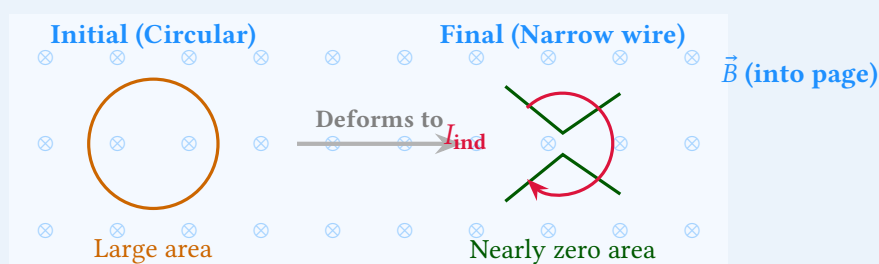 Initial (Circular)
Final (Narrow wire)
B⃗ (into page)
Deforms to
I_ind
Large area
Nearly zero area